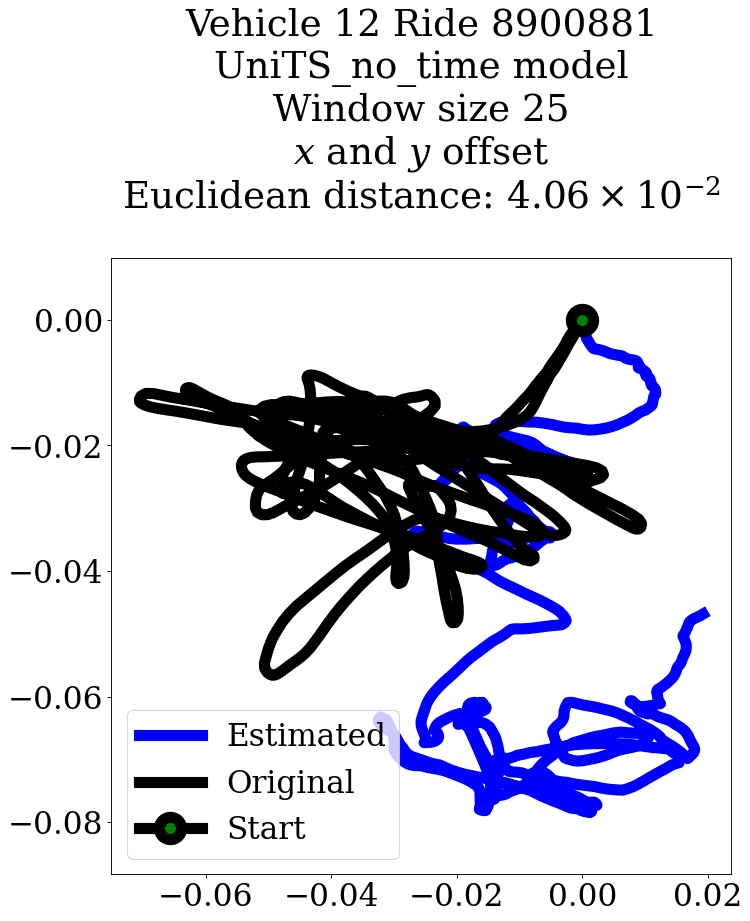 Vehicle 12 Ride 8900881
UniTS_no_time model
Window size 25
x and y offset
Euclidean distance: 4.06 × 10⁻²
0.00
−0.02
−0.04
−0.06
−0.08
Estimated
Original
Start
−0.06 −0.04 −0.02 0.00 0.02